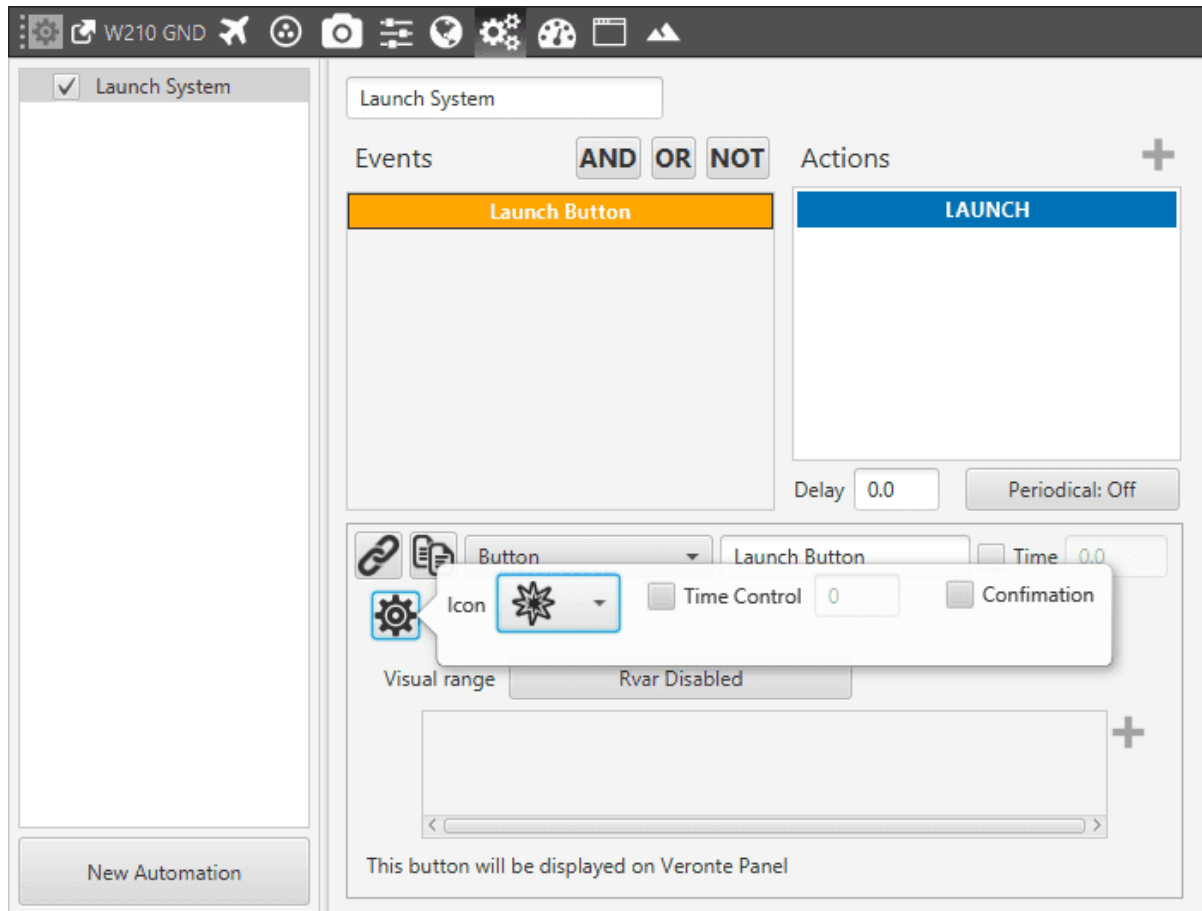 W210 GND
Launch System
Launch System
Events AND OR NOT Actions
Launch Button LAUNCH
Delay 0.0 Periodical: Off
Button Launch Button Time 0.0
Icon Time Control 0 Confimation
Visual range Rvar Disabled
This button will be displayed on Veronte Panel
New Automation